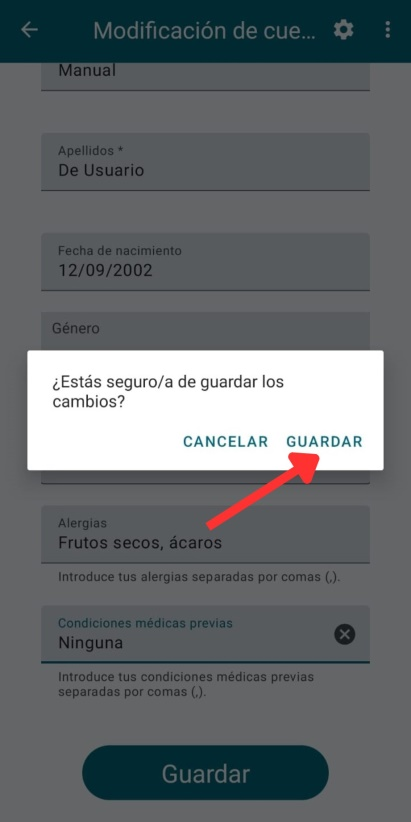 Modificación de cue...
Manual
Apellidos *
De Usuario
Fecha de nacimiento
12/09/2002
Género
¿Estás seguro/a de guardar los
cambios?
CANCELAR GUARDAR
Alergias
Frutos secos, ácaros
Introduce tus alergias separadas por comas (,).
Condiciones médicas previas
Ninguna
Introduce tus condiciones médicas previas
separadas por comas (,).
Guardar